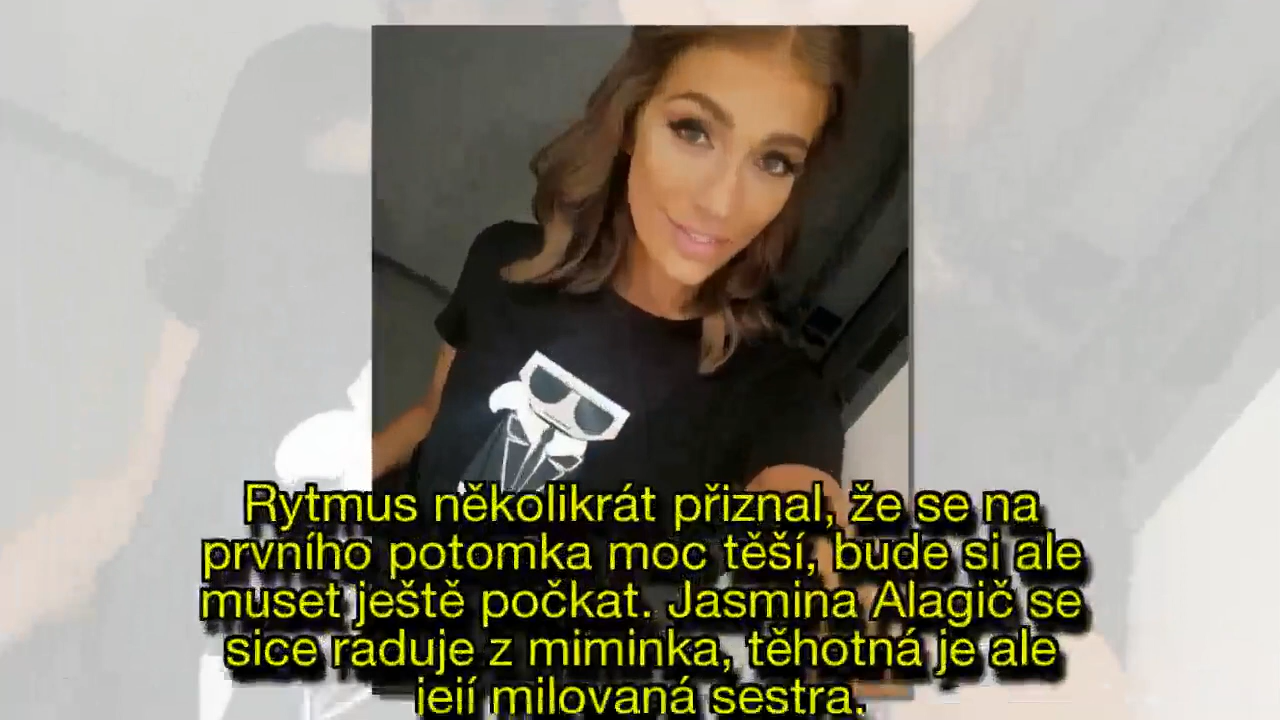 Rytmus několikrát přiznal, že se na
prvního potomka moc těší, bude si ale
muset ještě počkat. Jasmina Alagič se
sice raduje z miminka, těhotná je ale
její milovaná sestra.